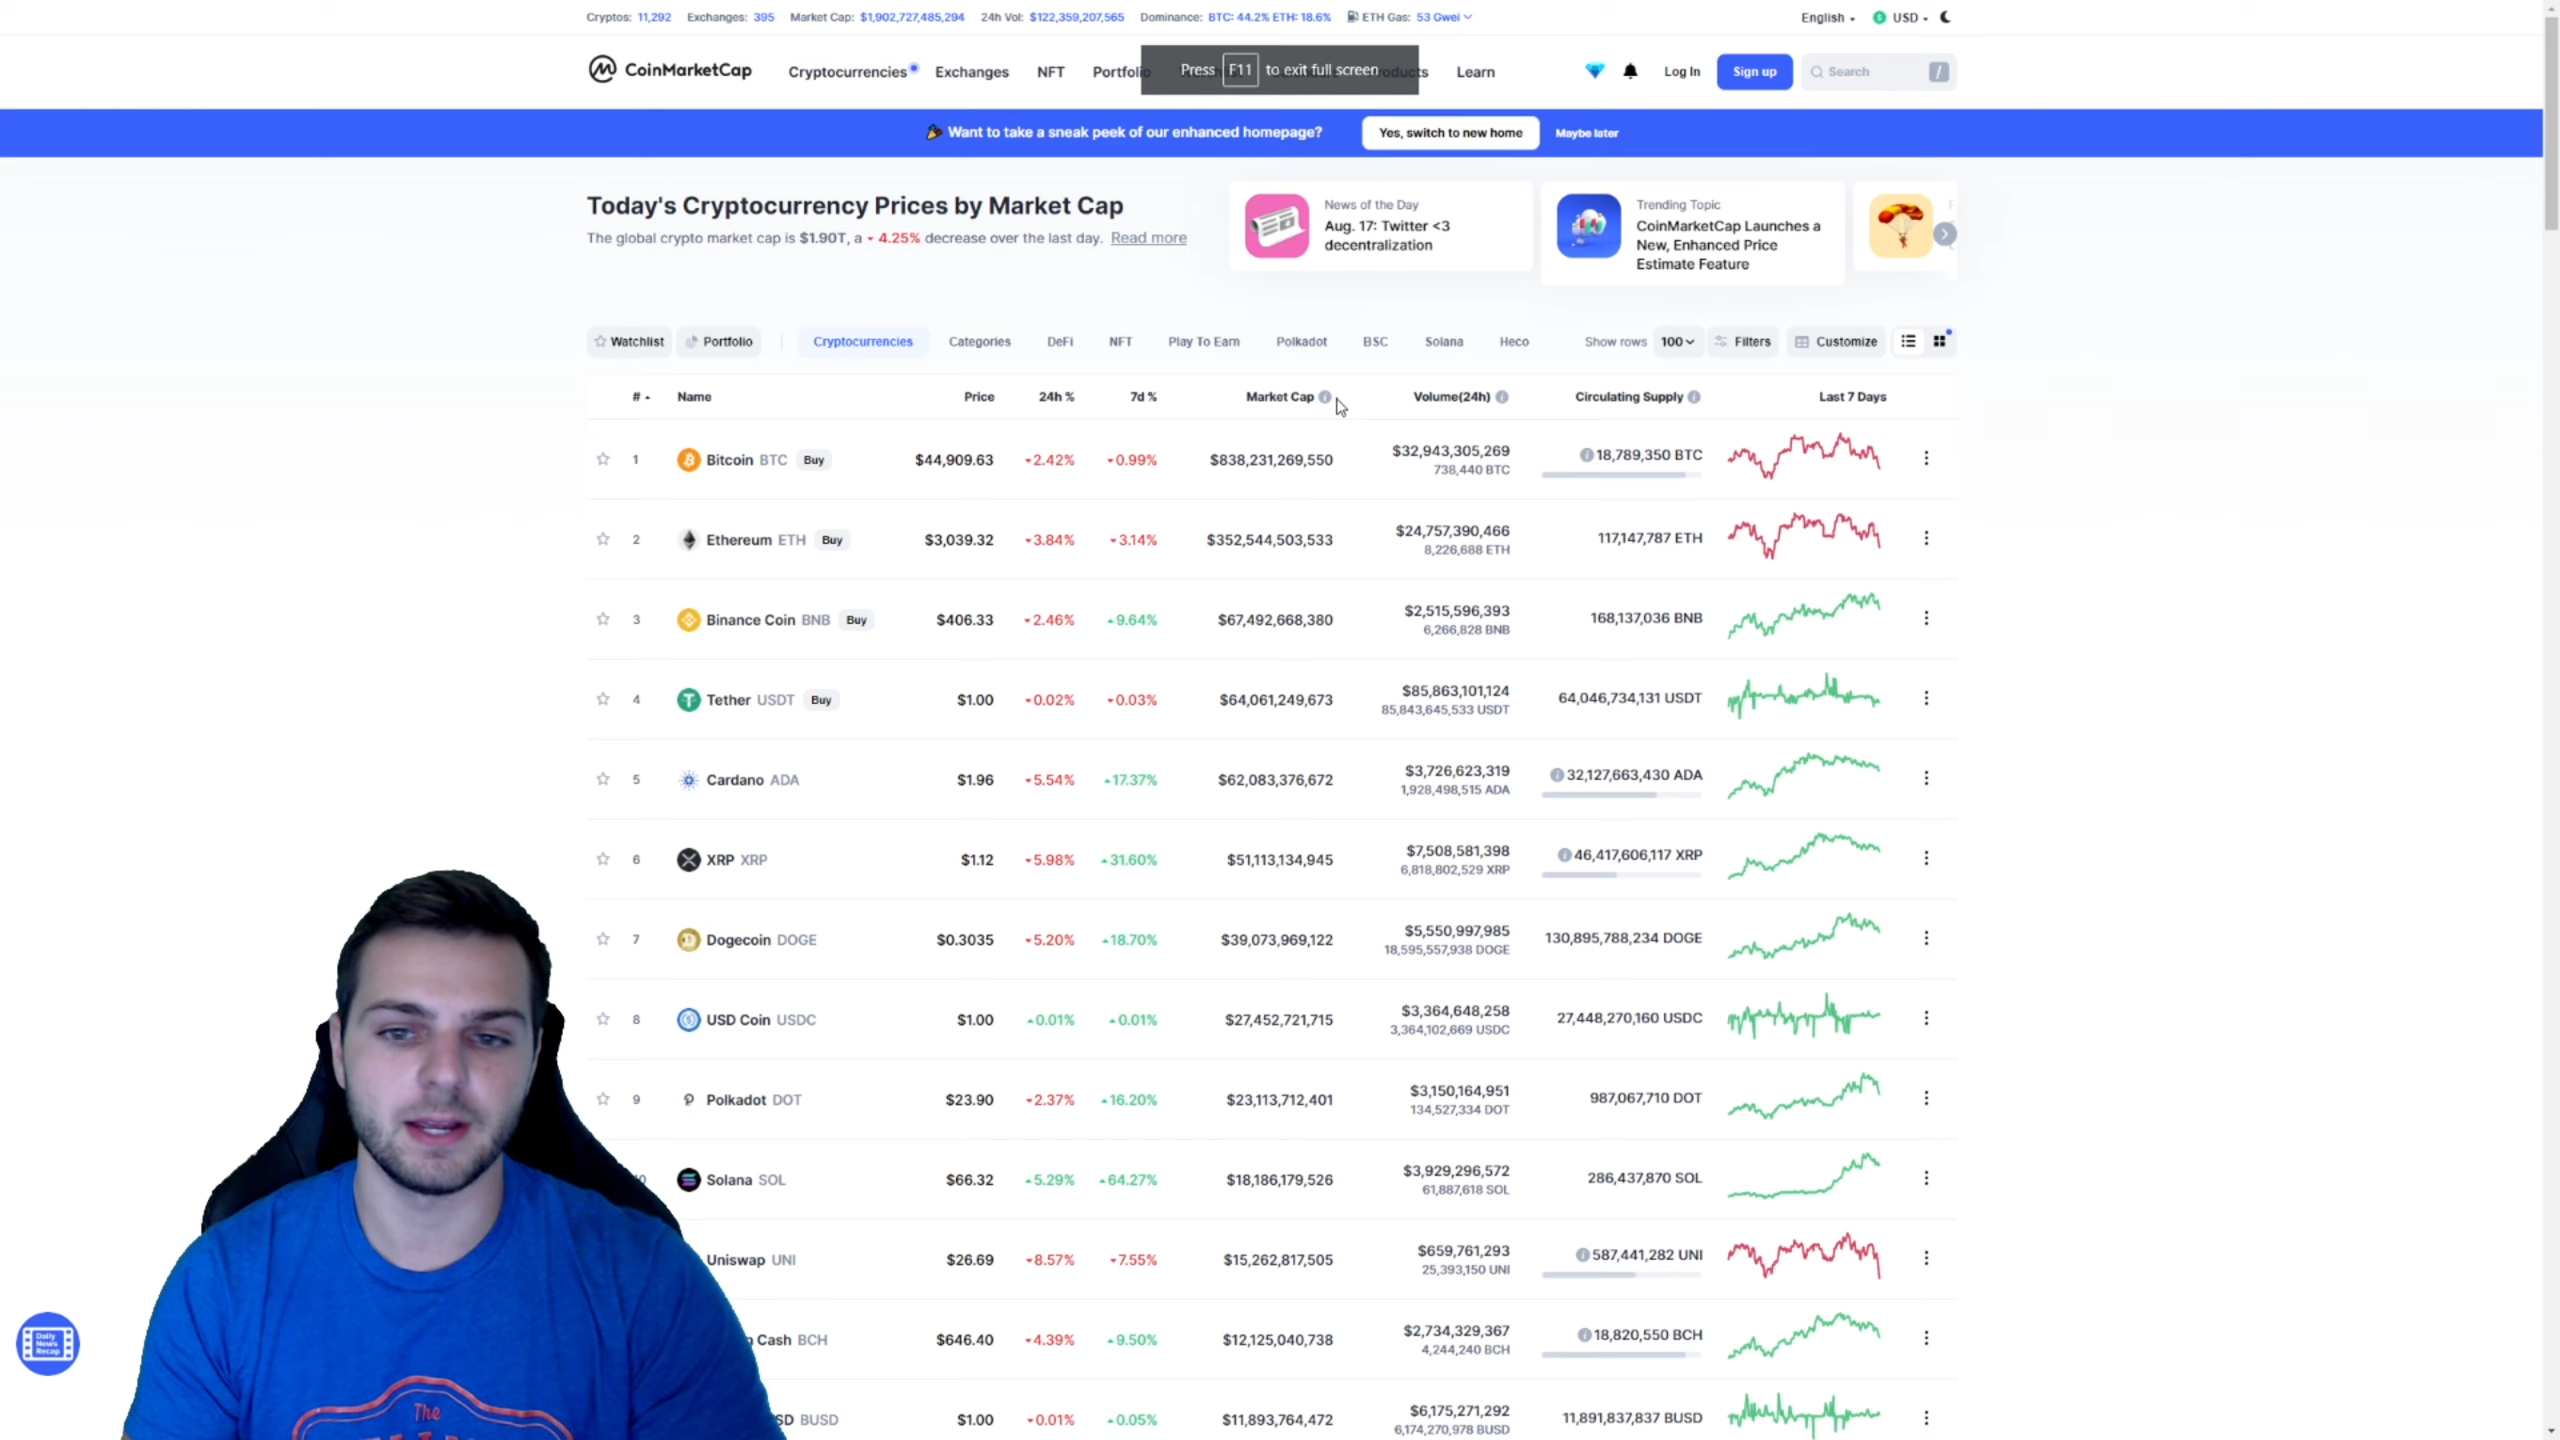 Cryptos: 11,292 Exchanges: 395 Market Cap: $1,902,727,485,294 24h Vol: $122,359,207,565 Dominance: BTC: 44.2% ETH: 18.6% ETH Gas: 53 Gwei
English USD
CoinMarketCap Cryptocurrencies Exchanges NFT Portfolio Press F11 to exit full screen Learn Log In Sign up Search /
Want to take a sneak peek of our enhanced homepage? Yes, switch to new home Maybe later
Today's Cryptocurrency Prices by Market Cap
The global crypto market cap is $1.90T, a 4.25% decrease over the last day. Read more
News of the Day
Aug. 17: Twitter <3
decentralization
Trending Topic
CoinMarketCap Launches a
New, Enhanced Price
Estimate Feature
Watchlist Portfolio Cryptocurrencies Categories DeFi NFT Play To Earn Polkadot BSC Solana Heco Show rows 100 Filters Customize
# Name Price 24h % 7d % Market Cap Volume(24h) Circulating Supply Last 7 Days
1 Bitcoin BTC Buy $44,909.63 2.42% 0.99% $838,231,269,550 $32,943,305,269 18,789,350 BTC
738,440 BTC
2 Ethereum ETH Buy $3,039.32 3.84% 3.14% $352,544,503,533 $24,757,390,466 117,147,787 ETH
8,226,688 ETH
3 Binance Coin BNB Buy $406.33 2.46% 9.64% $67,492,668,380 $2,515,596,393 168,137,036 BNB
6,266,828 BNB
4 Tether USDT Buy $1.00 0.02% 0.03% $64,061,249,673 $85,863,101,124 64,046,734,131 USDT
85,843,645,533 USDT
5 Cardano ADA $1.96 5.54% 17.37% $62,083,376,672 $3,726,623,319 32,127,663,430 ADA
1,928,498,515 ADA
6 XRP XRP $1.12 5.98% 31.60% $51,113,134,945 $7,508,581,398 46,417,606,117 XRP
6,818,802,529 XRP
7 Dogecoin DOGE $0.3035 5.20% 18.70% $39,073,969,122 $5,550,997,985 130,895,788,234 DOGE
18,595,557,938 DOGE
8 USD Coin USDC $1.00 0.01% 0.01% $27,452,721,715 $3,364,648,258 27,448,270,160 USDC
3,364,102,669 USDC
9 Polkadot DOT $23.90 2.37% 16.20% $23,113,712,401 $3,150,164,951 987,067,710 DOT
134,527,334 DOT
Solana SOL $66.32 5.29% 64.27% $18,186,179,526 $3,929,296,572 286,437,870 SOL
61,887,618 SOL
Uniswap UNI $26.69 8.57% 7.55% $15,262,817,505 $659,761,293 587,441,282 UNI
25,393,150 UNI
Cash BCH $646.40 4.39% 9.50% $12,125,040,738 $2,734,329,367 18,820,550 BCH
4,244,240 BCH
SD BUSD $1.00 0.01% 0.05% $11,893,764,472 $6,175,271,292 11,891,837,837 BUSD
6,174,270,978 BUSD
Daily
News
Recap
The